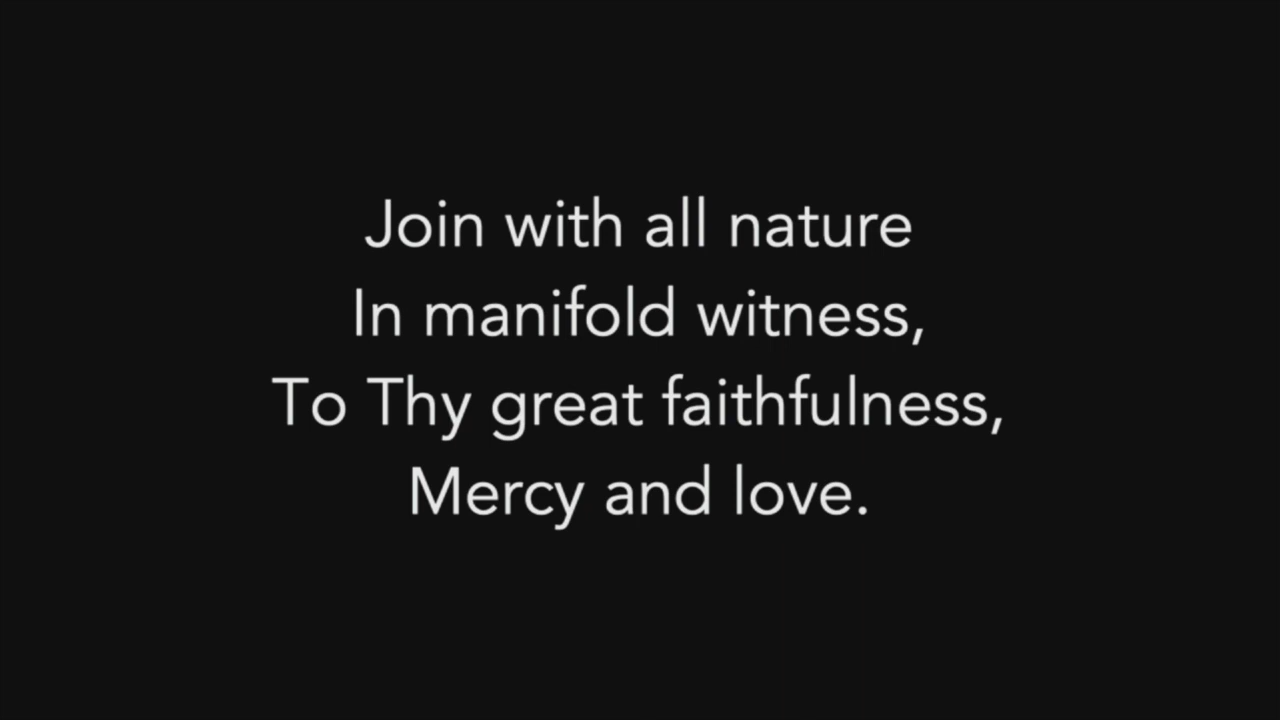 Join with all nature
In manifold witness,
To Thy great faithfulness,
Mercy and love.